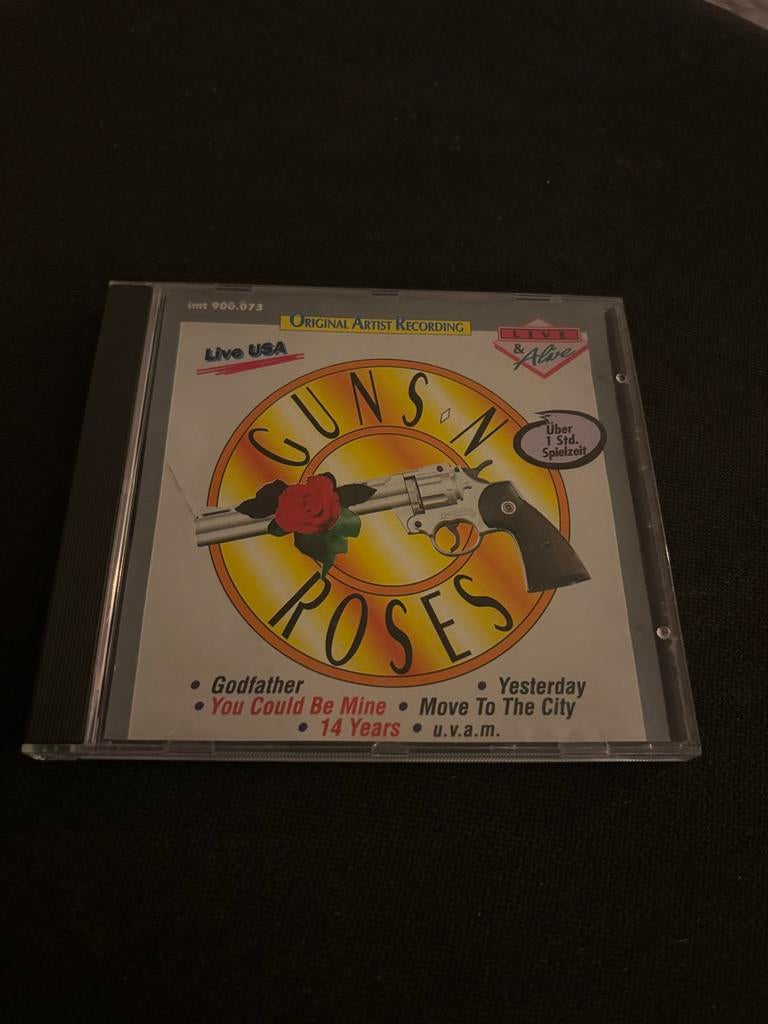 imt 900.073
ORIGINAL ARTIST RECORDING
LIVE
& Alive
Live USA
GUNS N
ROSES
Über
1 Std.
Spielzeit
• Godfather • Yesterday
• You Could Be Mine • Move To The City
• 14 Years • u.v.a.m.